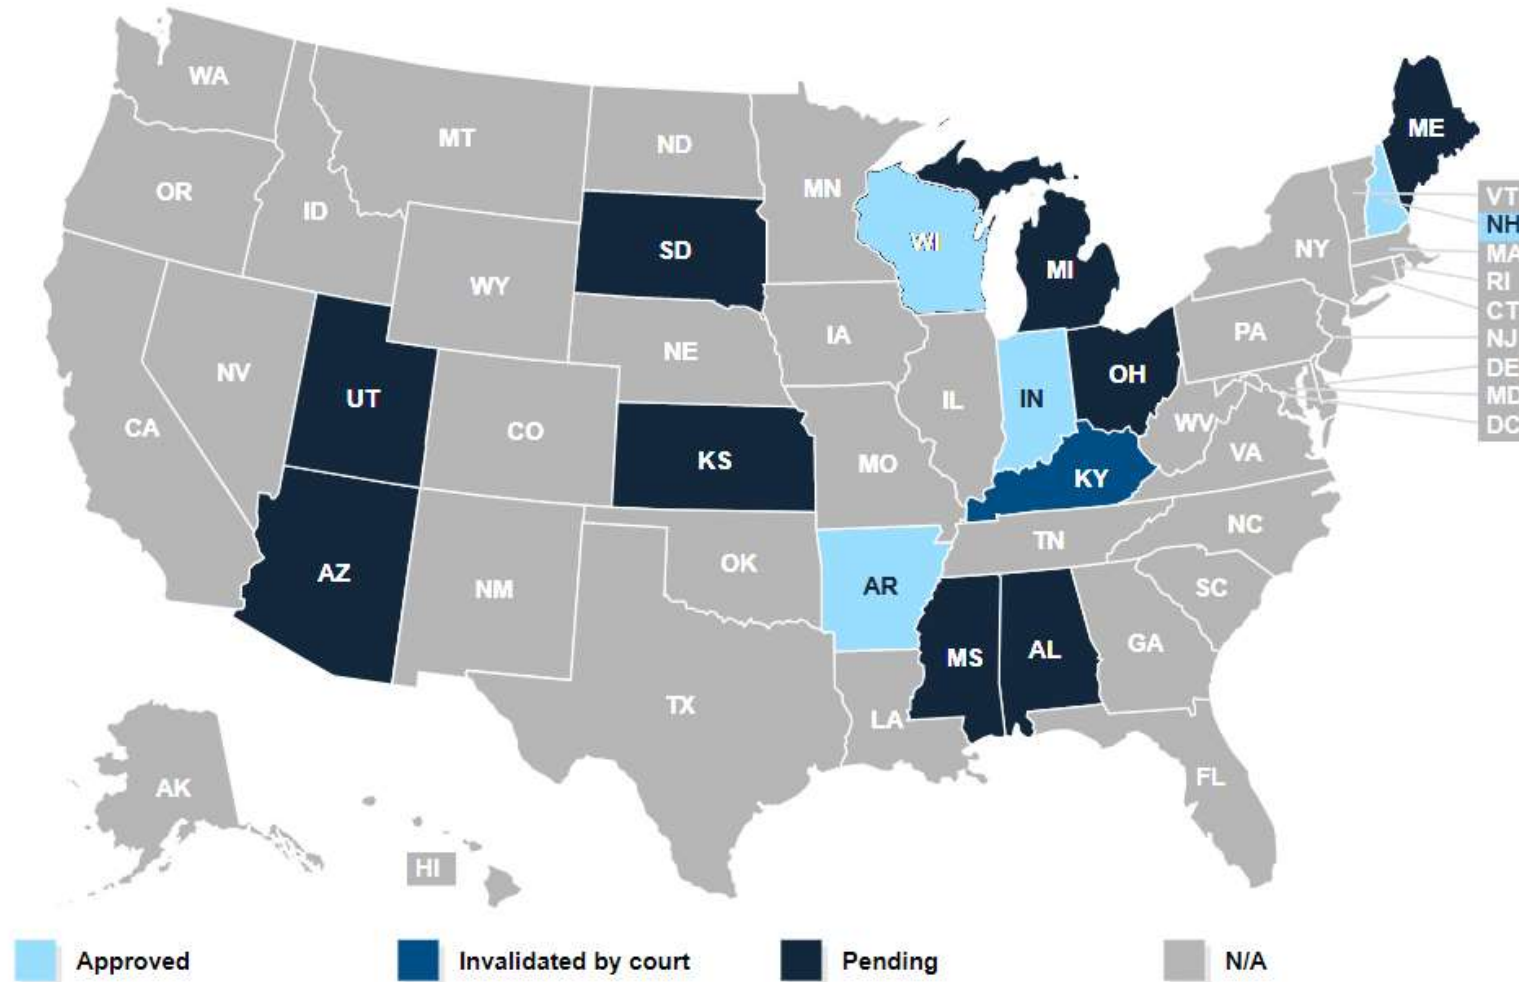 WA
ME
MT
ND
MN
OR
ID
VT
NH
MA
RI
CT
NJ
DE
MD
DC
SD
WI
NY
MI
WY
PA
IA
NE
NV
UT
OH
IL
IN
CO
CA
WV
VA
KS
MO
KY
NC
TN
OK
AZ
NM
AR
SC
GA
MS
AL
TX
LA
FL
AK
HI
Approved
Invalidated by court
Pending
N/A